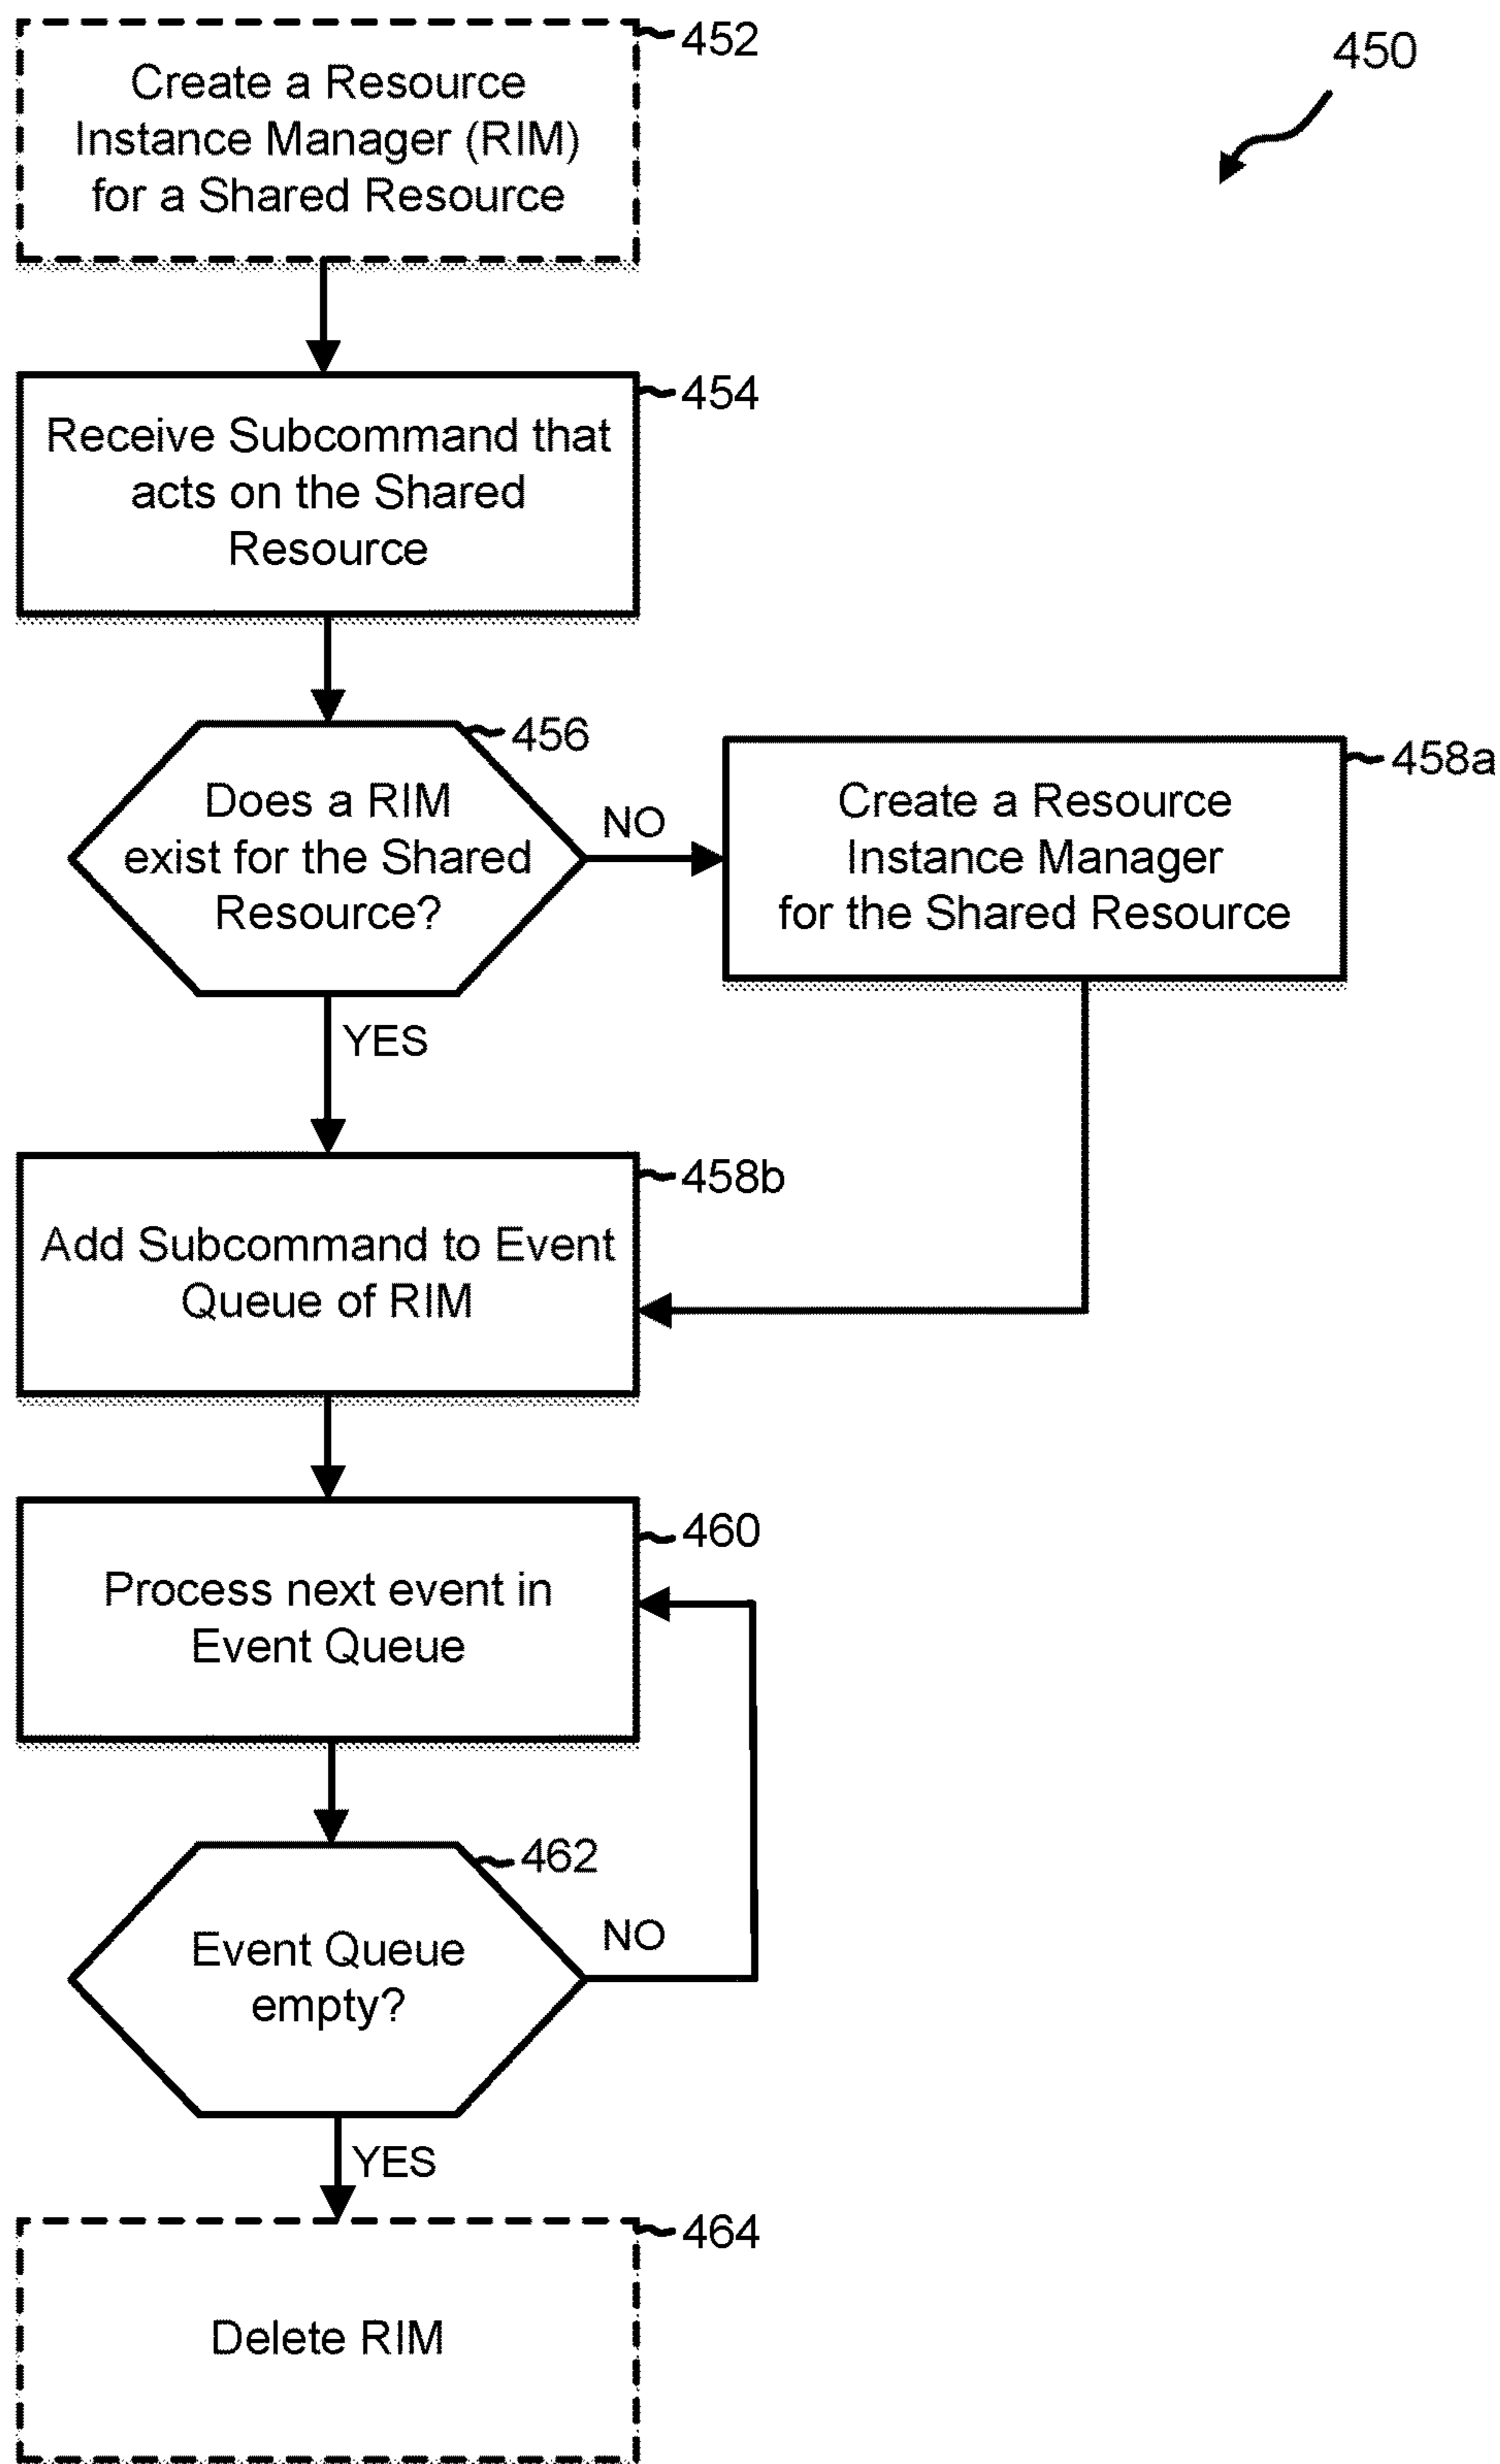 452
450
Create a Resource
Instance Manager (RIM)
for a Shared Resource
454
Receive Subcommand that
acts on the Shared
Resource
456
Does a RIM
exist for the Shared
Resource?
NO
458a
Create a Resource
Instance Manager
for the Shared Resource
YES
458b
Add Subcommand to Event
Queue of RIM
460
Process next event in
Event Queue
462
Event Queue
empty?
NO
YES
464
Delete RIM